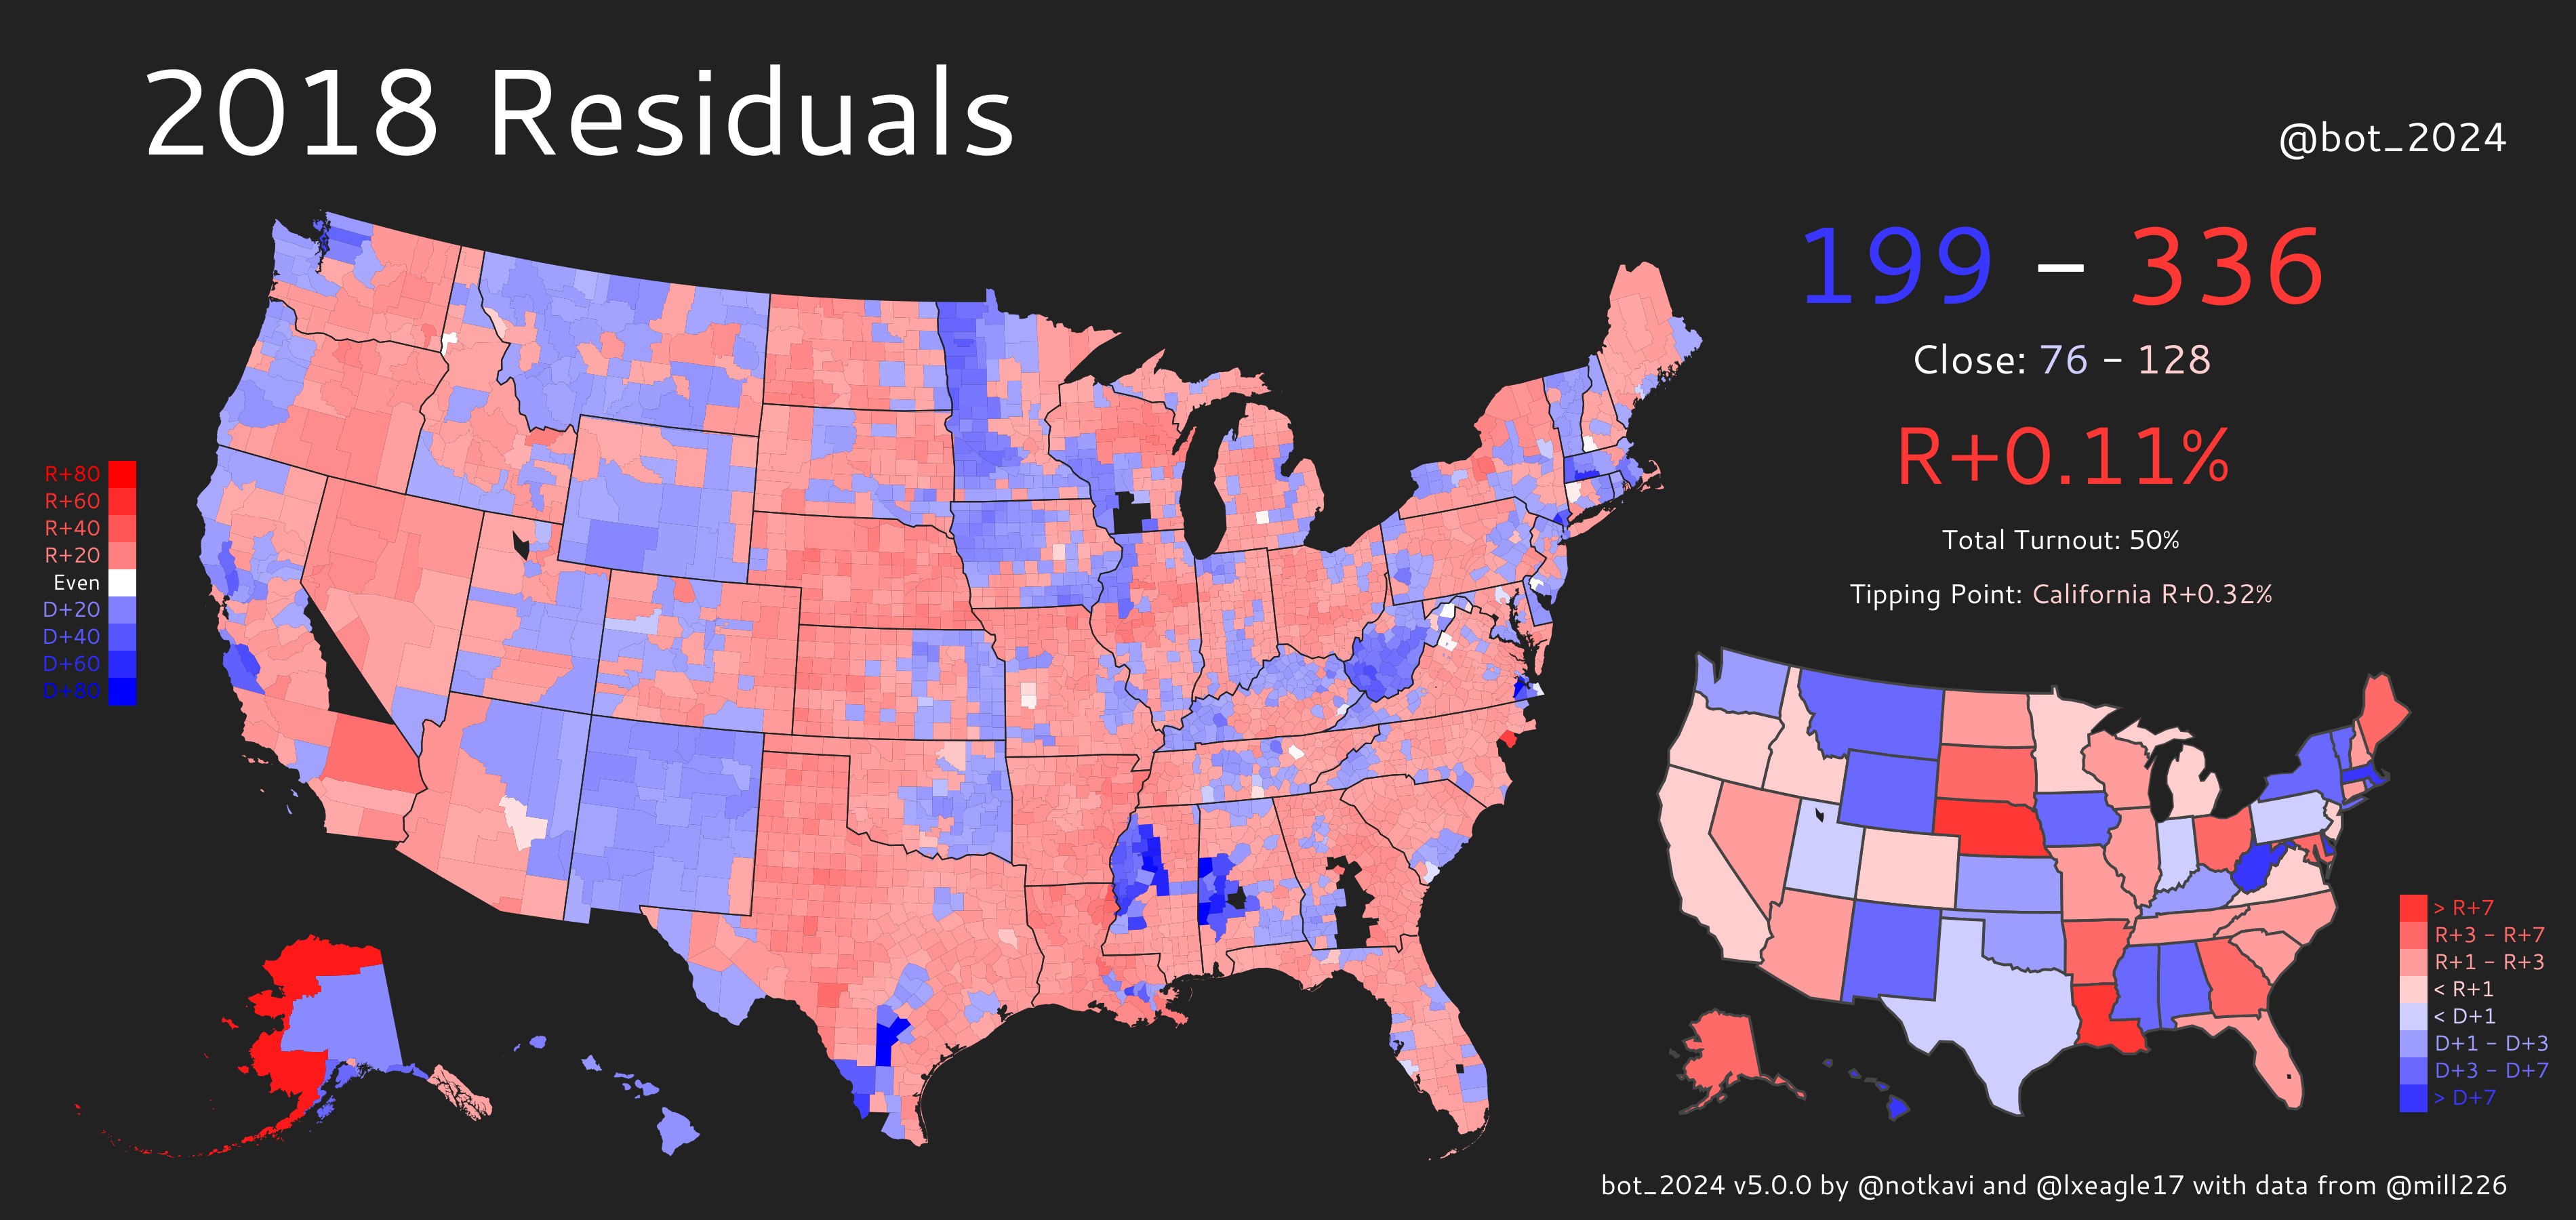 2018 Residuals
@bot_2024
199 – 336
Close: 76 – 128
R+0.11%
Total Turnout: 50%
Tipping Point: California R+0.32%
R+80
R+60
R+40
R+20
Even
D+20
D+40
D+60
D+80
> R+7
R+3 – R+7
R+1 – R+3
< R+1
< D+1
D+1 – D+3
D+3 – D+7
> D+7
bot_2024 v5.0.0 by @notkavi and @lxeagle17 with data from @mill226